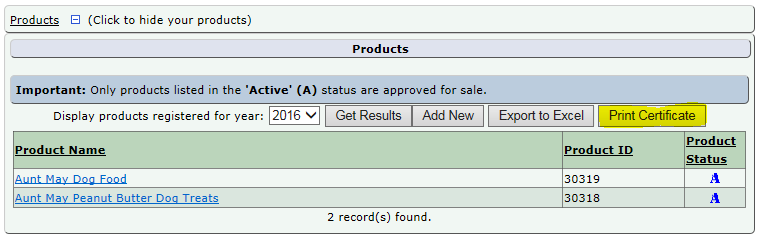 Products (Click to hide your products)
Products
Important: Only products listed in the 'Active' (A) status are approved for sale.
Display products registered for year: 2016 Get Results Add New Export to Excel Print Certificate
Product Name Product ID Product Status
Aunt May Dog Food 30319 A
Aunt May Peanut Butter Dog Treats 30318 A
2 record(s) found.